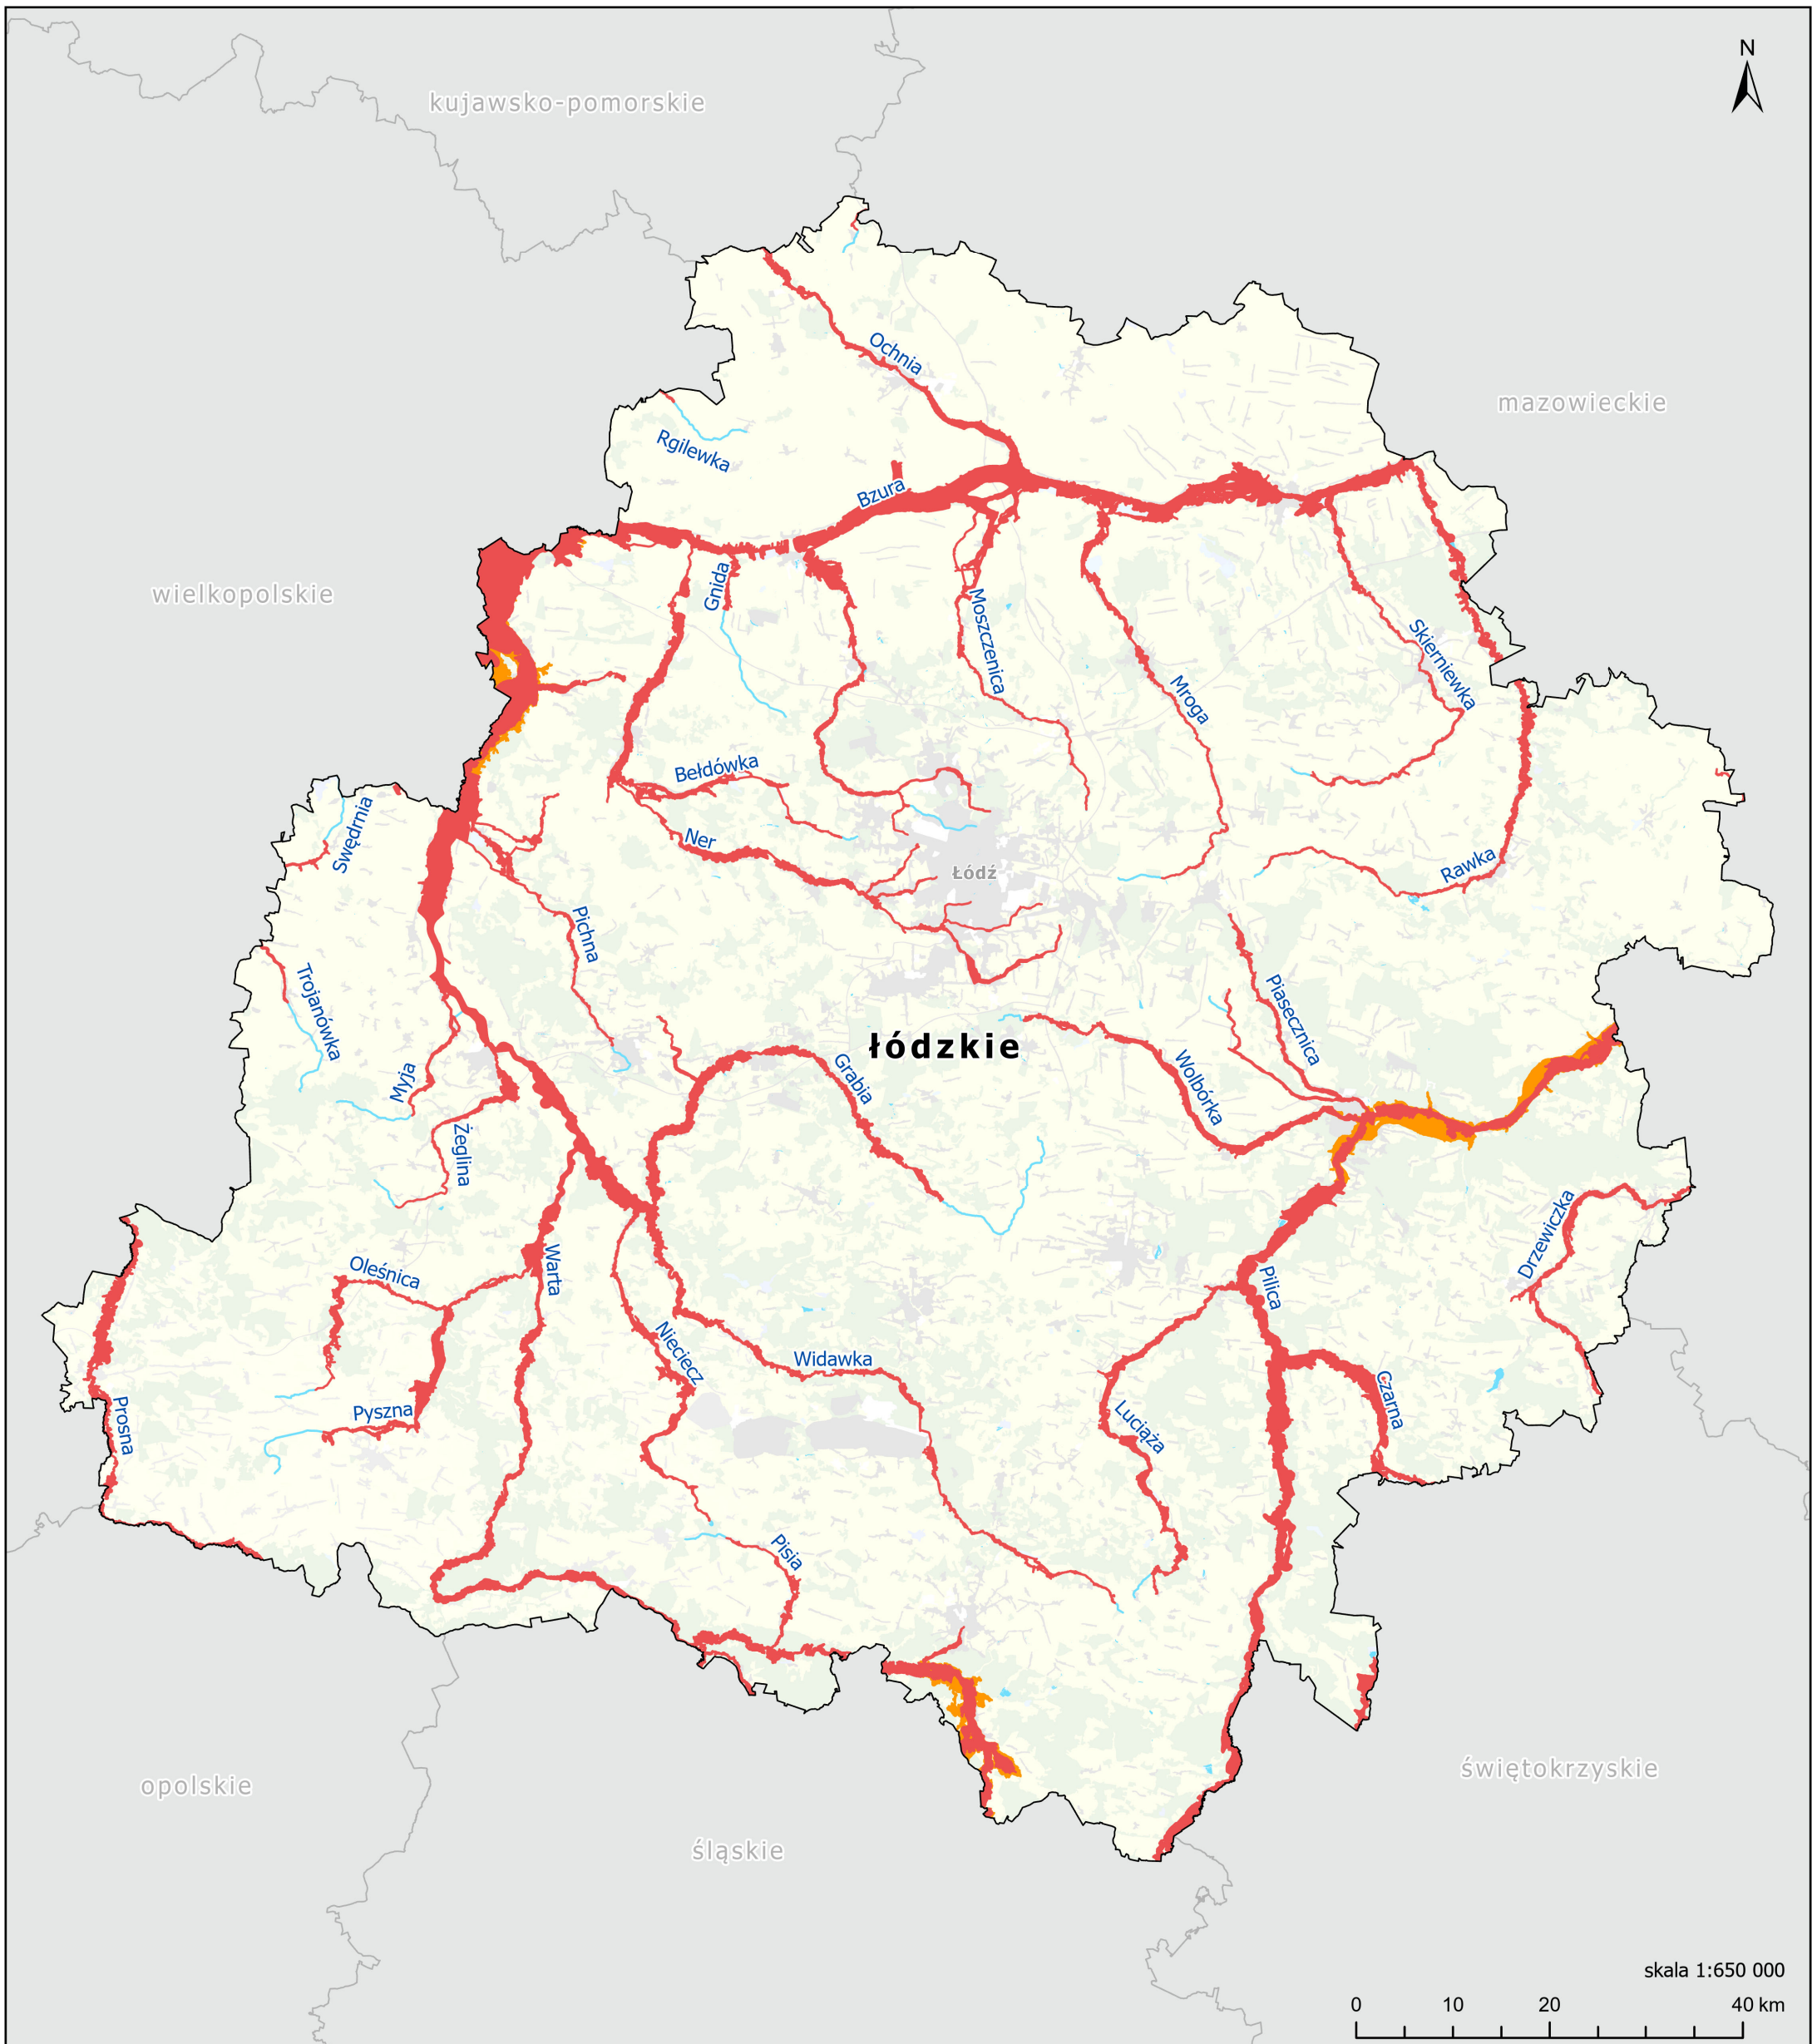 N
kujawsko-pomorskie
Ochnia
mazowieckie
Rgilewka
Bzura
wielkopolskie
Gnida
Moszczenica
Skierniewka
Mroga
Bełdówka
Swędrnia
Ner
Łódź
Rawka
Pichna
Trojanówka
Piasecznica
łódzkie
Myja
Grabia
Wolbórka
Żeglina
Drzewiczka
Oleśnica
Warta
Pilica
Nieciecz
Widawka
Prosna
Pyszna
Luciąża
Czarna
Pisia
opolskie
śląskie
świętokrzyskie
skala 1:650 000
0 10 20 40 km